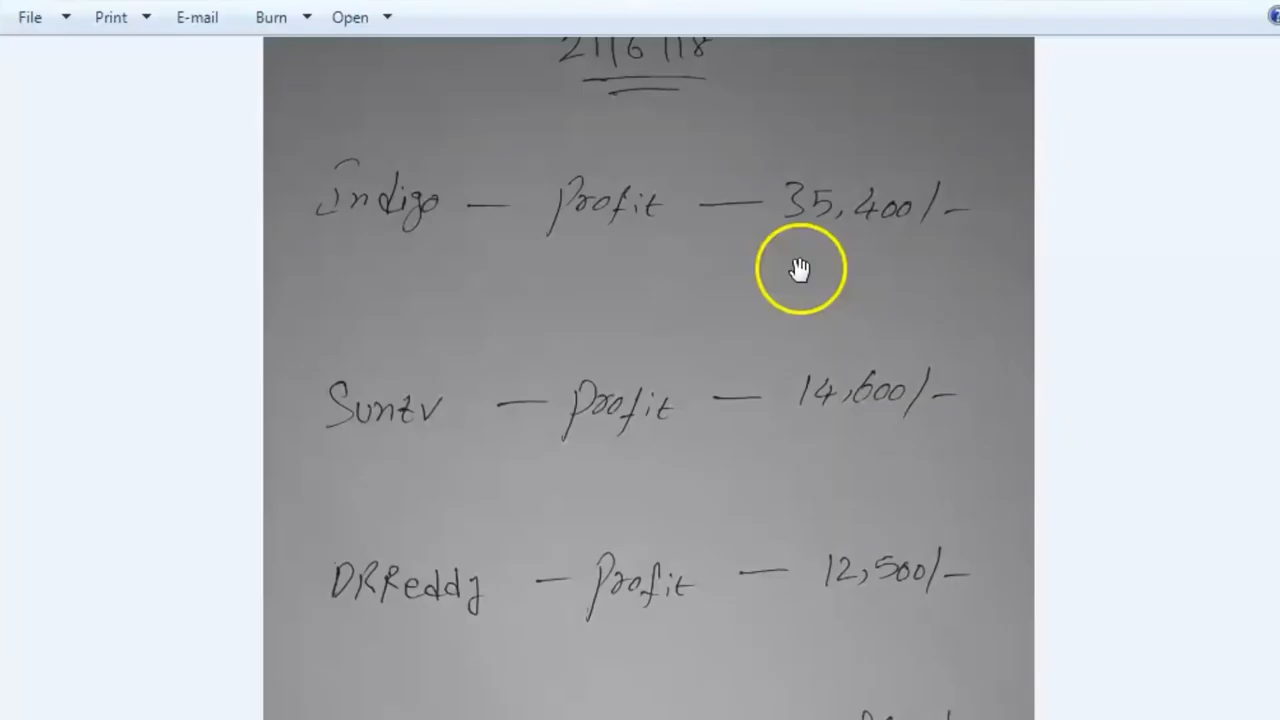 File Print E-mail Burn Open
21/6/18
Indigo — Profit — 35,400/-
Suntv — Profit — 14,600/-
DRReddy — Profit — 12,500/-